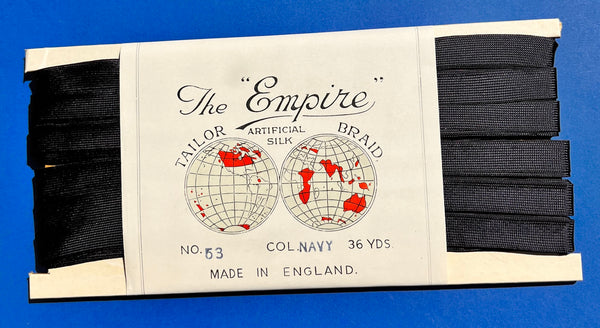 The "Empire"
TAILOR ARTIFICIAL SILK BRAID
NO. 53 COL. NAVY 36 YDS.
MADE IN ENGLAND.